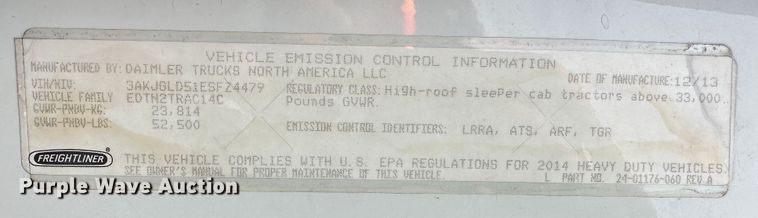 VEHICLE EMISSION CONTROL INFORMATION
MANUFACTURED BY: DAIMLER TRUCKS NORTH AMERICA LLC DATE OF MANUFACTURE: 12/13
VIN/NIV: 3AKJGLD51ESFZ4479 REGULATORY CLASS: High-roof sleeper cab tractors above 33,000
VEHICLE FAMILY EDTN2TRAC14C Pounds GVWR.
GVWR-PNBV-KG: 23,814
GVWR-PNBV-LBS: 52,500 EMISSION CONTROL IDENTIFIERS: LRRA, ATS, ARF, TGR
FREIGHTLINER THIS VEHICLE COMPLIES WITH U.S. EPA REGULATIONS FOR 2014 HEAVY DUTY VEHICLES.
SEE OWNER'S MANUAL FOR PROPER MAINTENANCE OF THIS VEHICLE. L PART NO. 24-01176-060 REV A
Purple Wave Auction